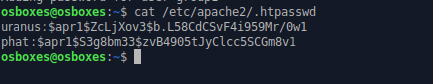 osboxes@osboxes:~$ cat /etc/apache2/.htpasswd
uranus:$apr1$ZcLjXov3$b.L58CdCSvF4i959Mr/0w1
phat:$apr1$S3g8bm33$zvB4905tJyClcc5SCGm8v1
osboxes@osboxes:~$